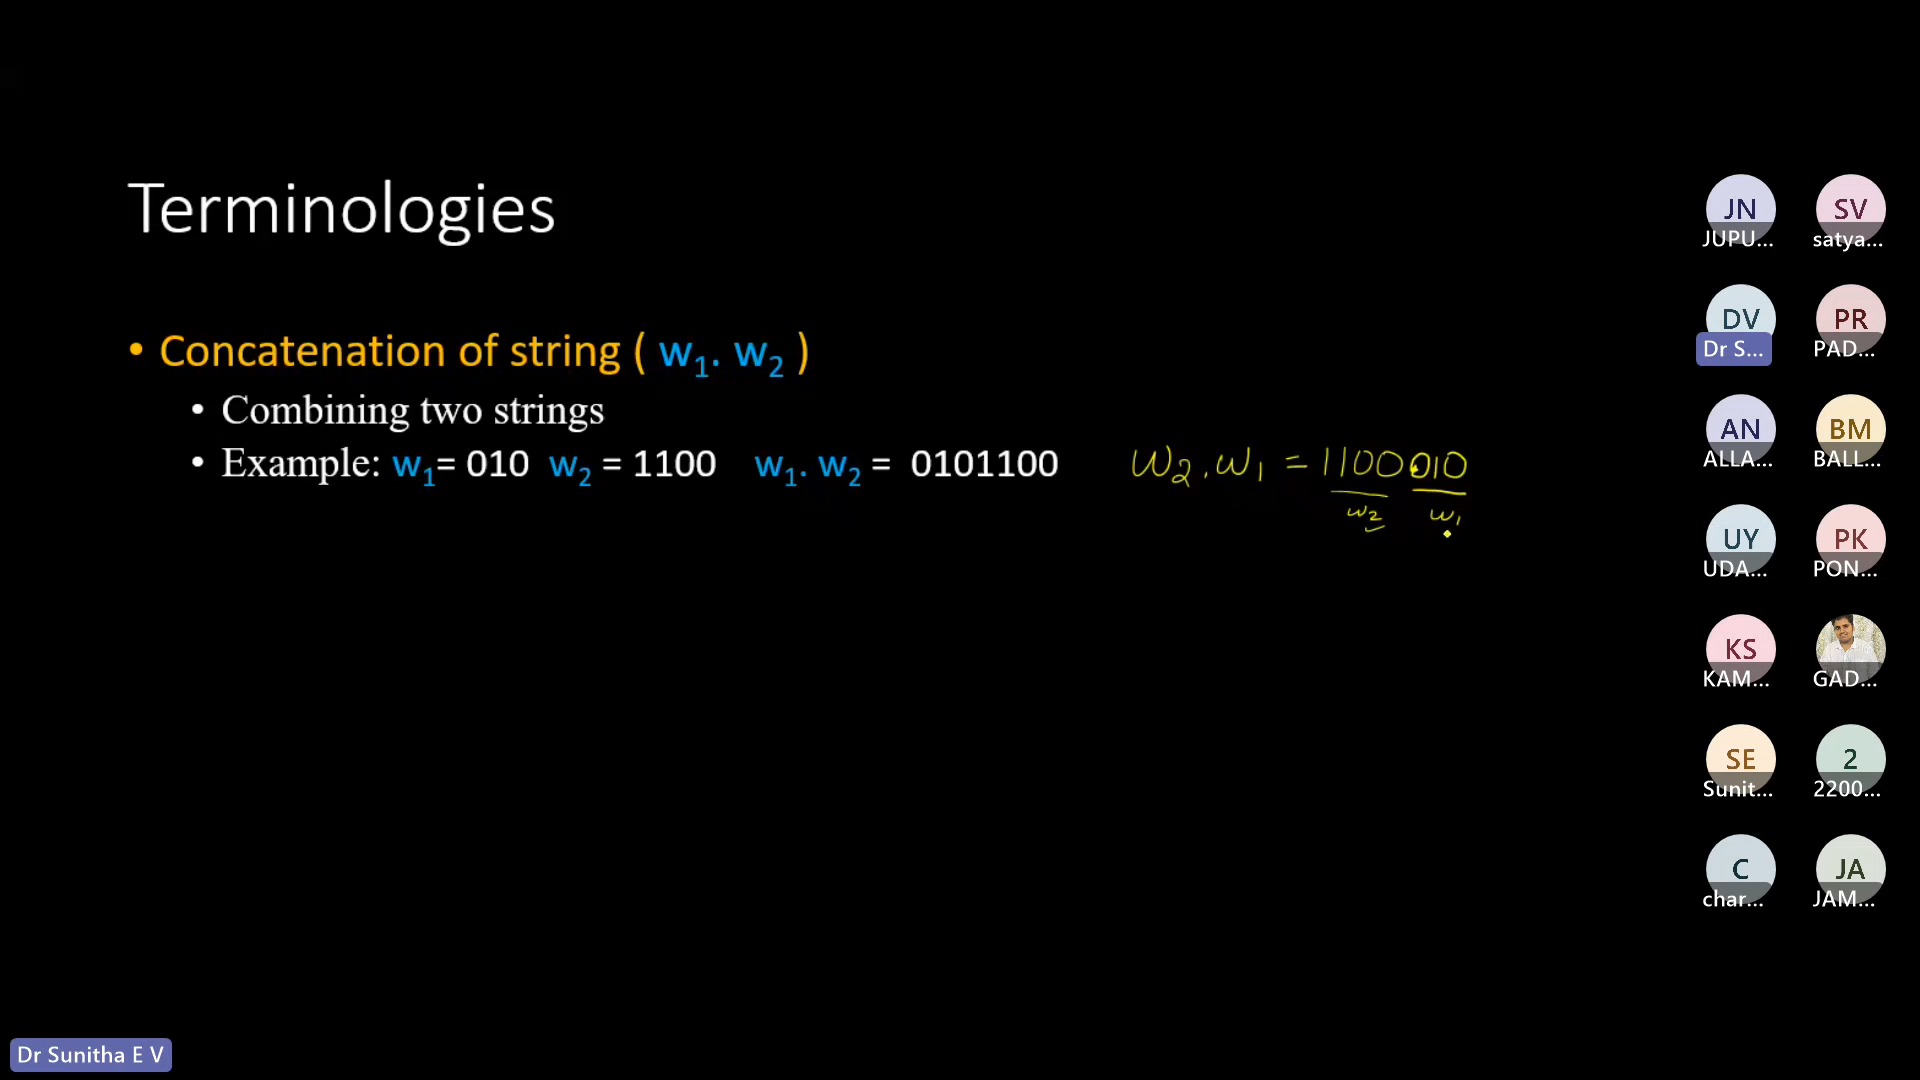 Terminologies
• Concatenation of string ( w₁. w₂ )
• Combining two strings
• Example: w₁= 010 w₂ = 1100 w₁. w₂ = 0101100
w₂.w₁ = 1100010
w₂ w₁
JN SV
JUPU... satya...
DV PR
Dr S... PAD...
AN BM
ALLA... BALL...
UY PK
UDA... PON...
KS
KAM... GAD...
SE 2
Sunit... 2200...
C JA
char... JAM...
Dr Sunitha E V